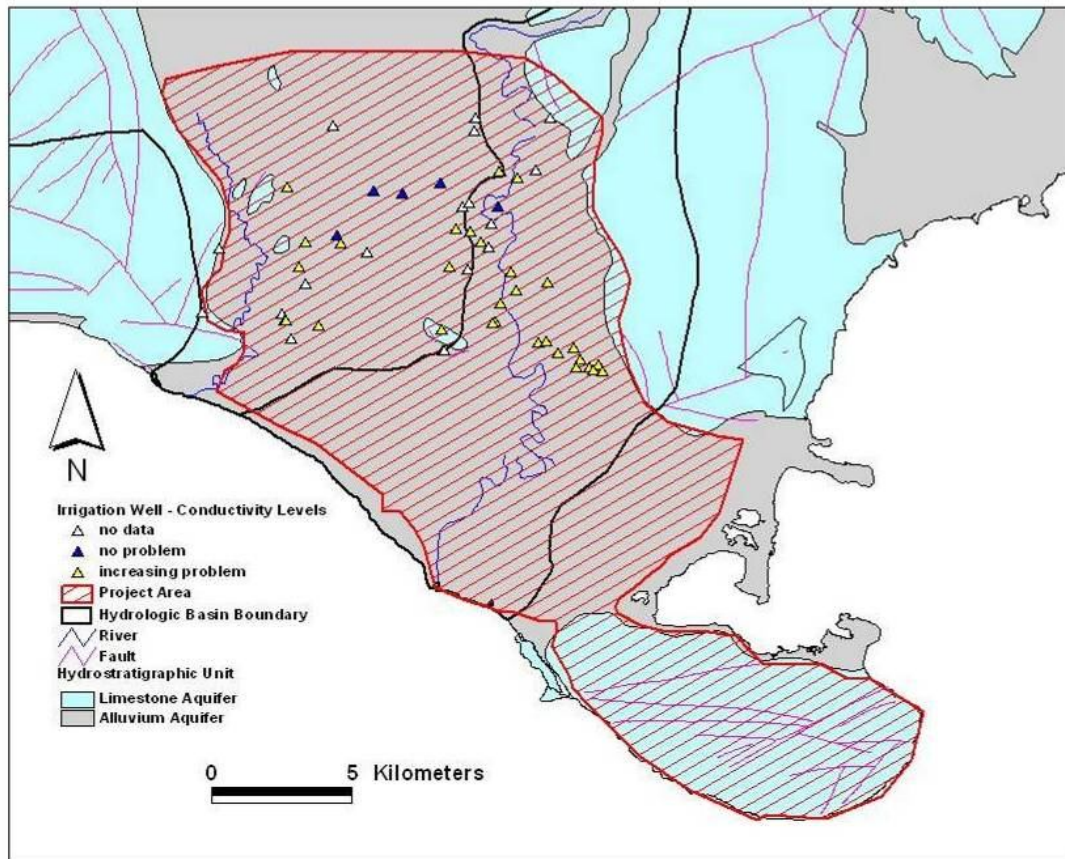 N
Irrigation Well - Conductivity Levels
no data
no problem
increasing problem
Project Area
Hydrologic Basin Boundary
River
Fault
Hydrostratigraphic Unit
Limestone Aquifer
Alluvium Aquifer
0 5 Kilometers